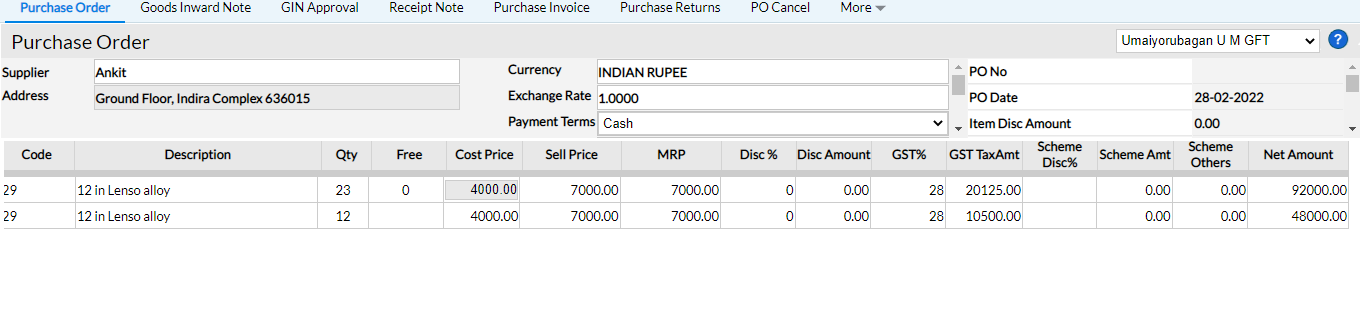 Purchase Order Goods Inward Note GIN Approval Receipt Note Purchase Invoice Purchase Returns PO Cancel More
Purchase Order Umaiyorubagan U M GFT ?
Supplier Ankit Currency INDIAN RUPEE PO No
Address Ground Floor, Indira Complex 636015 Exchange Rate 1.0000 PO Date 28-02-2022
Payment Terms Cash Item Disc Amount 0.00
Code Description Qty Free Cost Price Sell Price MRP Disc % Disc Amount GST% GST TaxAmt Scheme Disc% Scheme Amt Scheme Others Net Amount
29 12 in Lenso alloy 23 0 4000.00 7000.00 7000.00 0 0.00 28 20125.00 0.00 0.00 92000.00
29 12 in Lenso alloy 12 4000.00 7000.00 7000.00 0 0.00 28 10500.00 0.00 0.00 48000.00